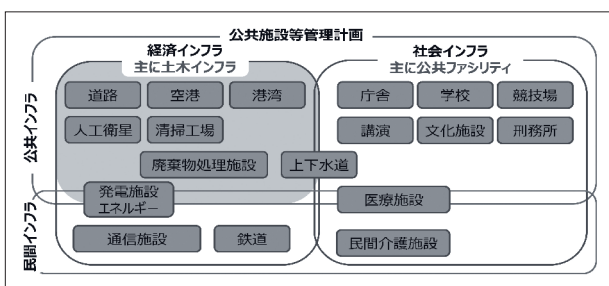 公共施設等管理計画
経済インフラ
主に土木インフラ
社会インフラ
主に公共ファシリティ
公共インフラ
民間インフラ
道路
空港
港湾
庁舎
学校
競技場
人工衛星
清掃工場
講演
文化施設
刑務所
廃棄物処理施設
上下水道
発電施設
エネルギー
医療施設
通信施設
鉄道
民間介護施設